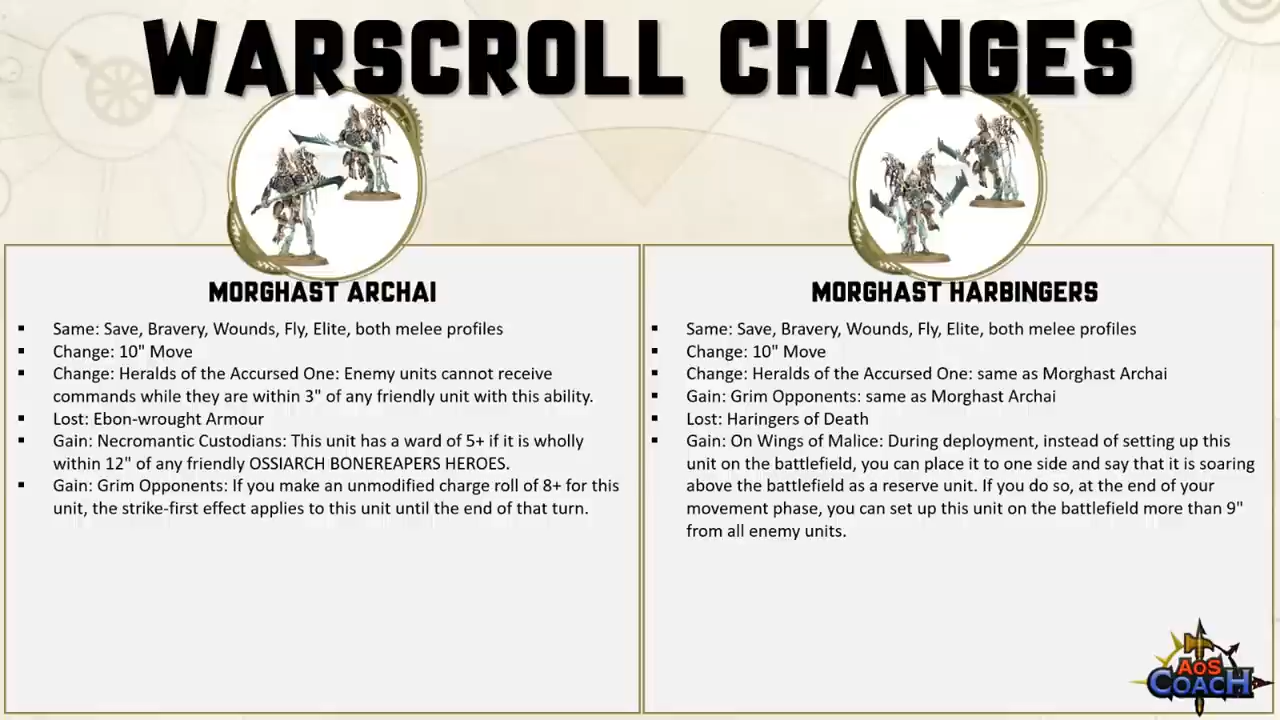 WARSCROLL CHANGES
MORGHAST ARCHAI
▪ Same: Save, Bravery, Wounds, Fly, Elite, both melee profiles
▪ Change: 10" Move
▪ Change: Heralds of the Accursed One: Enemy units cannot receive
commands while they are within 3" of any friendly unit with this ability.
▪ Lost: Ebon-wrought Armour
▪ Gain: Necromantic Custodians: This unit has a ward of 5+ if it is wholly
within 12" of any friendly OSSIARCH BONEREAPERS HEROES.
▪ Gain: Grim Opponents: If you make an unmodified charge roll of 8+ for this
unit, the strike-first effect applies to this unit until the end of that turn.
MORGHAST HARBINGERS
▪ Same: Save, Bravery, Wounds, Fly, Elite, both melee profiles
▪ Change: 10" Move
▪ Change: Heralds of the Accursed One: same as Morghast Archai
▪ Gain: Grim Opponents: same as Morghast Archai
▪ Lost: Haringers of Death
▪ Gain: On Wings of Malice: During deployment, instead of setting up this
unit on the battlefield, you can place it to one side and say that it is soaring
above the battlefield as a reserve unit. If you do so, at the end of your
movement phase, you can set up this unit on the battlefield more than 9"
from all enemy units.
AoS
COACH